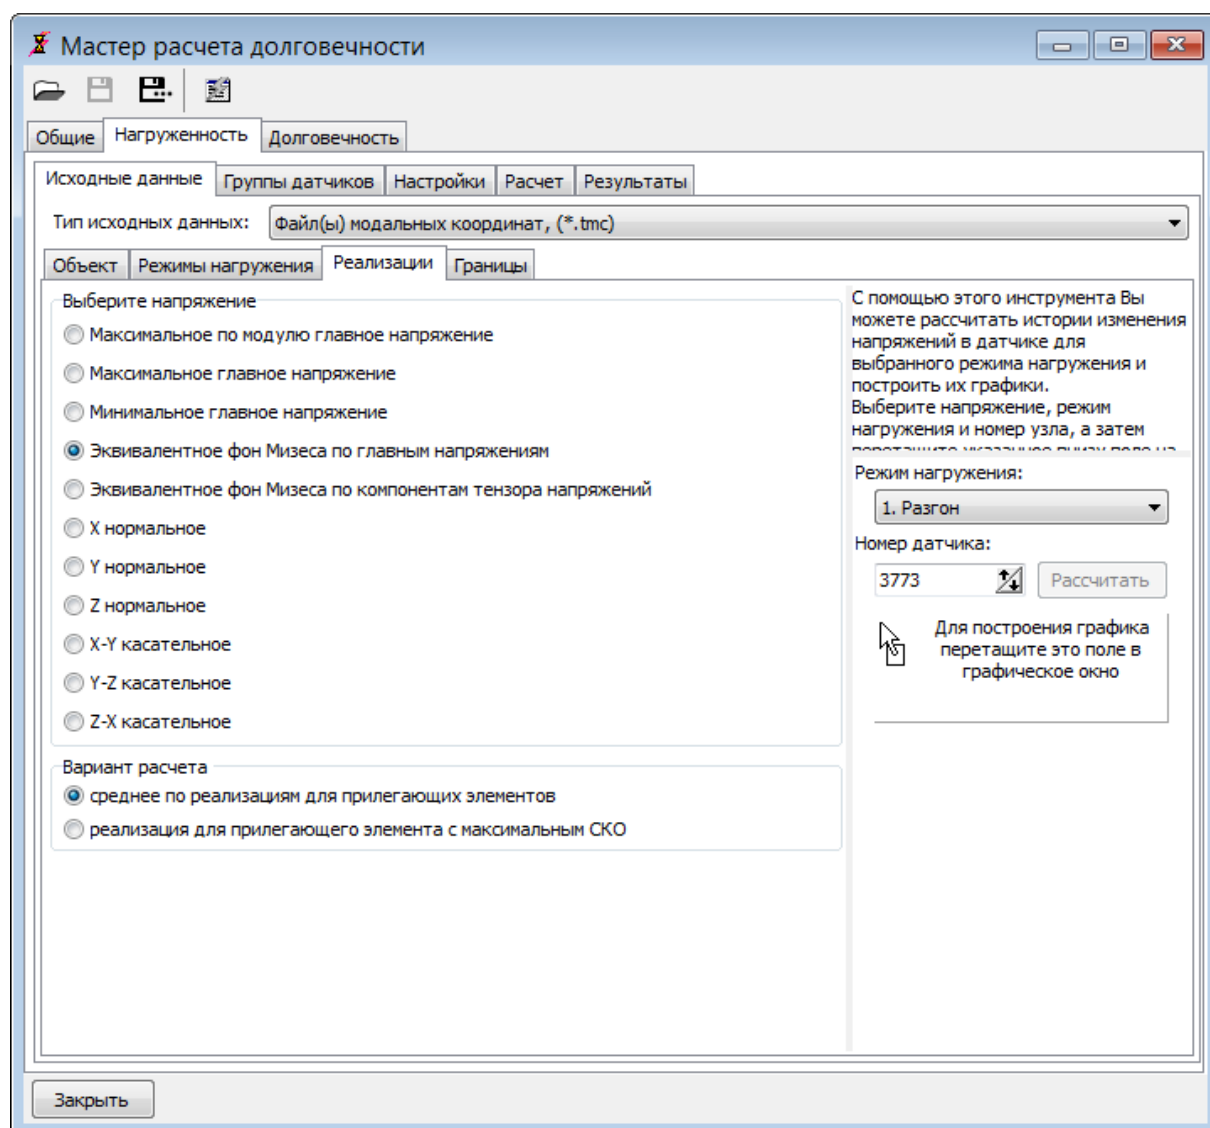 Мастер расчета долговечности
Общие Нагруженность Долговечность
Исходные данные Группы датчиков Настройки Расчет Результаты
Тип исходных данных: Файл(ы) модальных координат, (*.tmc)
Объект Режимы нагружения Реализации Границы
Выберите напряжение
Максимальное по модулю главное напряжение
Максимальное главное напряжение
Минимальное главное напряжение
Эквивалентное фон Мизеса по главным напряжениям
Эквивалентное фон Мизеса по компонентам тензора напряжений
X нормальное
Y нормальное
Z нормальное
X-Y касательное
Y-Z касательное
Z-X касательное
Вариант расчета
среднее по реализациям для прилегающих элементов
реализация для прилегающего элемента с максимальным СКО
С помощью этого инструмента Вы
можете рассчитать истории изменения
напряжений в датчике для
выбранного режима нагружения и
построить их графики.
Выберите напряжение, режим
нагружения и номер узла, а затем
перетащите указанное внизу поле на
Режим нагружения:
1. Разгон
Номер датчика:
3773 Рассчитать
Для построения графика
перетащите это поле в
графическое окно
Закрыть